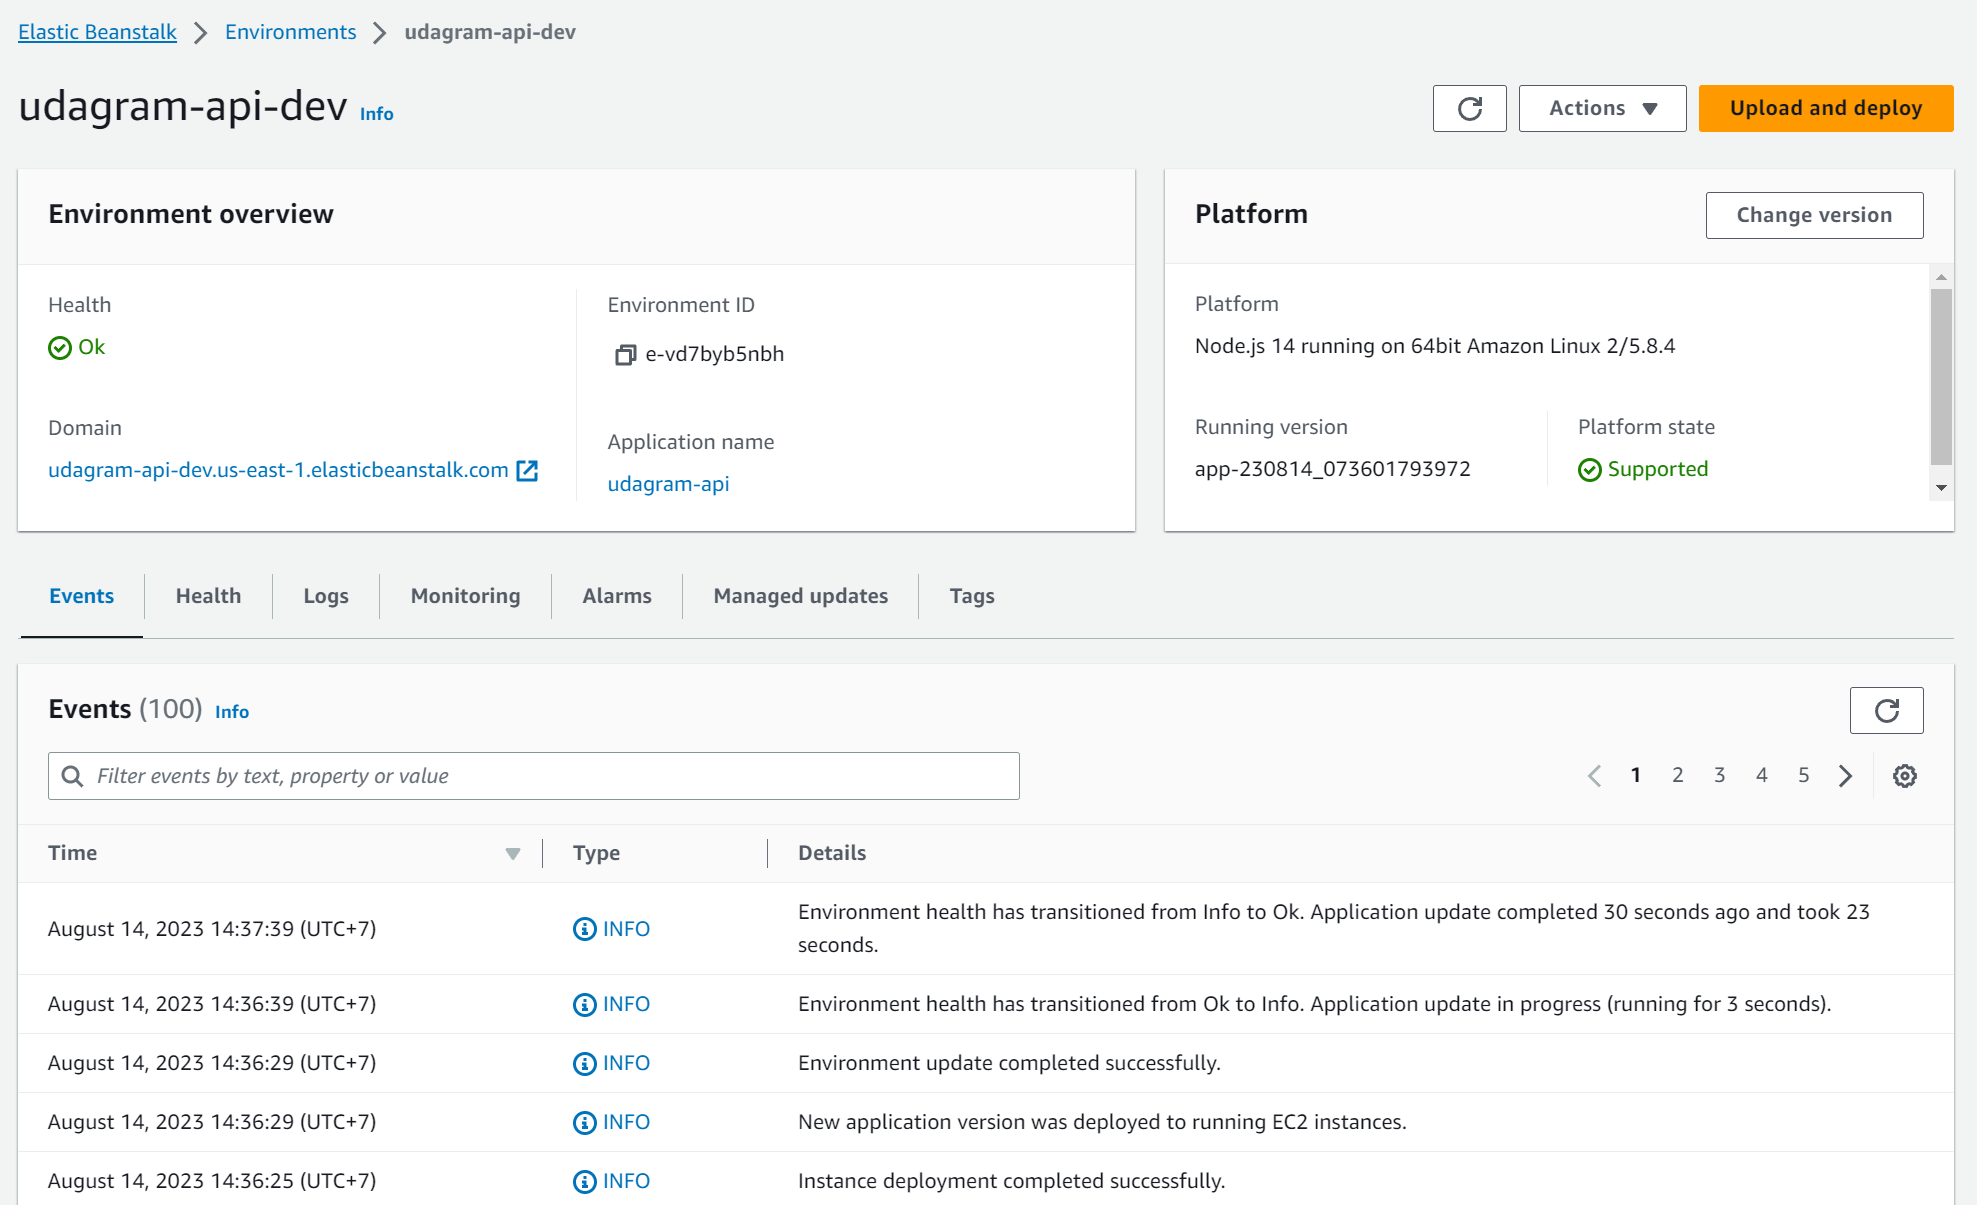 Elastic Beanstalk > Environments > udagram-api-dev
udagram-api-dev Info
Actions
Upload and deploy
Environment overview
Health
Ok
Domain
udagram-api-dev.us-east-1.elasticbeanstalk.com
Environment ID
e-vd7byb5nbh
Application name
udagram-api
Platform
Change version
Platform
Node.js 14 running on 64bit Amazon Linux 2/5.8.4
Running version
app-230814_073601793972
Platform state
Supported
Events Health Logs Monitoring Alarms Managed updates Tags
Events (100) Info
Filter events by text, property or value
1 2 3 4 5
Time Type Details
August 14, 2023 14:37:39 (UTC+7) INFO Environment health has transitioned from Info to Ok. Application update completed 30 seconds ago and took 23
seconds.
August 14, 2023 14:36:39 (UTC+7) INFO Environment health has transitioned from Ok to Info. Application update in progress (running for 3 seconds).
August 14, 2023 14:36:29 (UTC+7) INFO Environment update completed successfully.
August 14, 2023 14:36:29 (UTC+7) INFO New application version was deployed to running EC2 instances.
August 14, 2023 14:36:25 (UTC+7) INFO Instance deployment completed successfully.